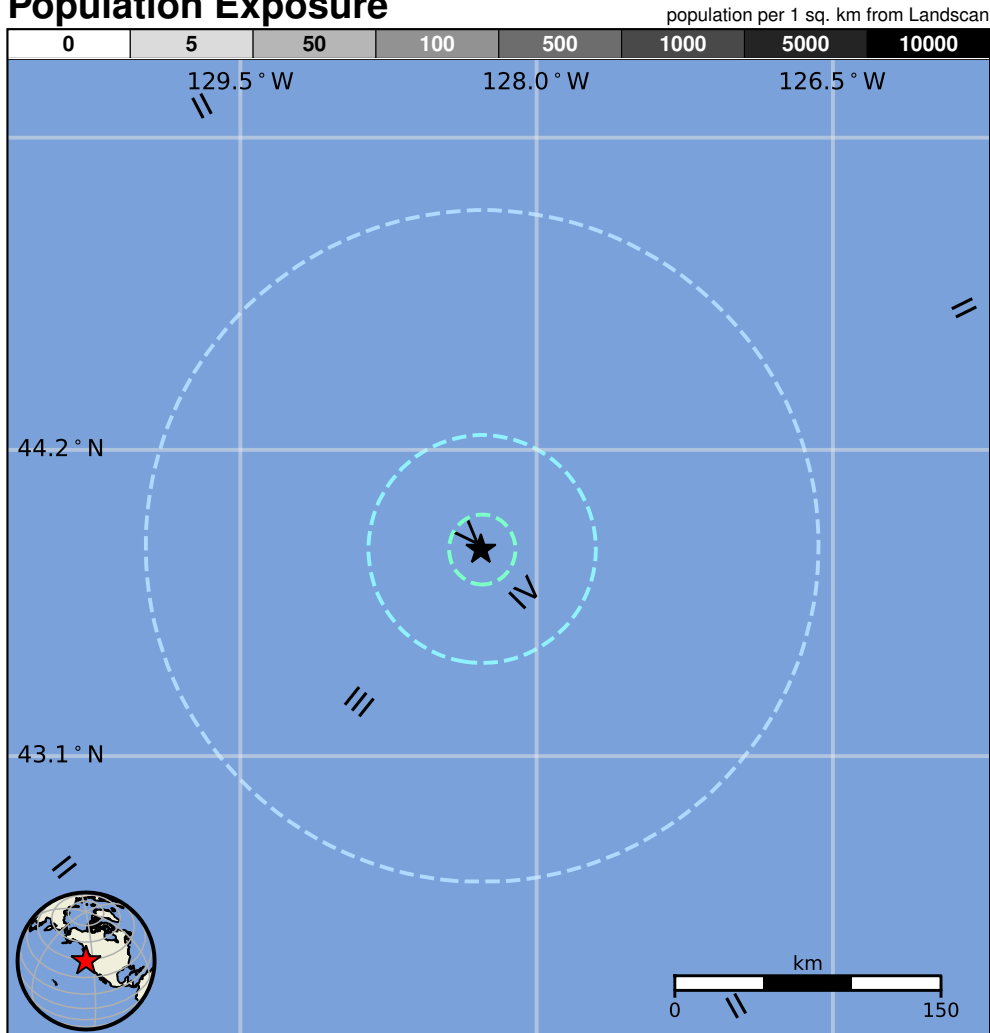 Population Exposure
population per 1 sq. km from Landscan
0 5 50 100 500 1000 5000 10000
129.5°W 128.0°W 126.5°W
II
II
44.2°N
V
IV
III
43.1°N
II
km
0 150
II